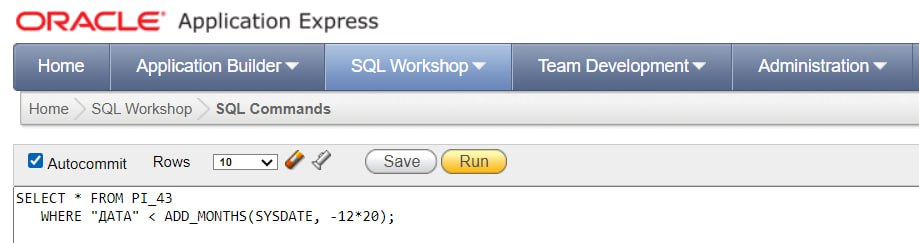 ORACLE® Application Express
Home Application Builder SQL Workshop Team Development Administration
Home SQL Workshop SQL Commands
Autocommit Rows 10 Save Run
SELECT * FROM PI_43
WHERE "ДАТА" < ADD_MONTHS(SYSDATE, -12*20);